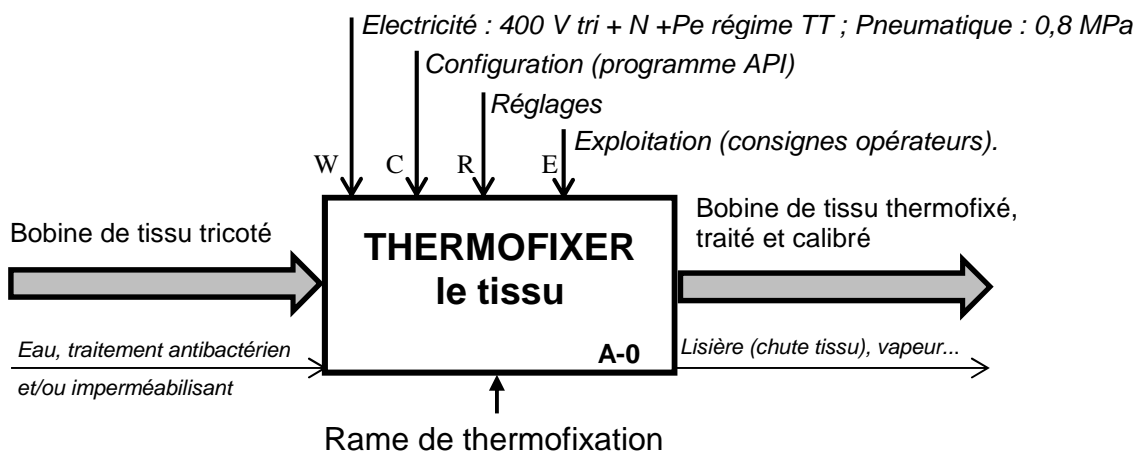 Electricité : 400 V tri + N +Pe régime TT ; Pneumatique : 0,8 MPa
Configuration (programme API)
Réglages
Exploitation (consignes opérateurs).
W C R E
Bobine de tissu tricoté
THERMOFIXER
le tissu
A-0
Bobine de tissu thermofixé,
traité et calibré
Eau, traitement antibactérien
et/ou imperméabilisant
Lisière (chute tissu), vapeur...
Rame de thermofixation